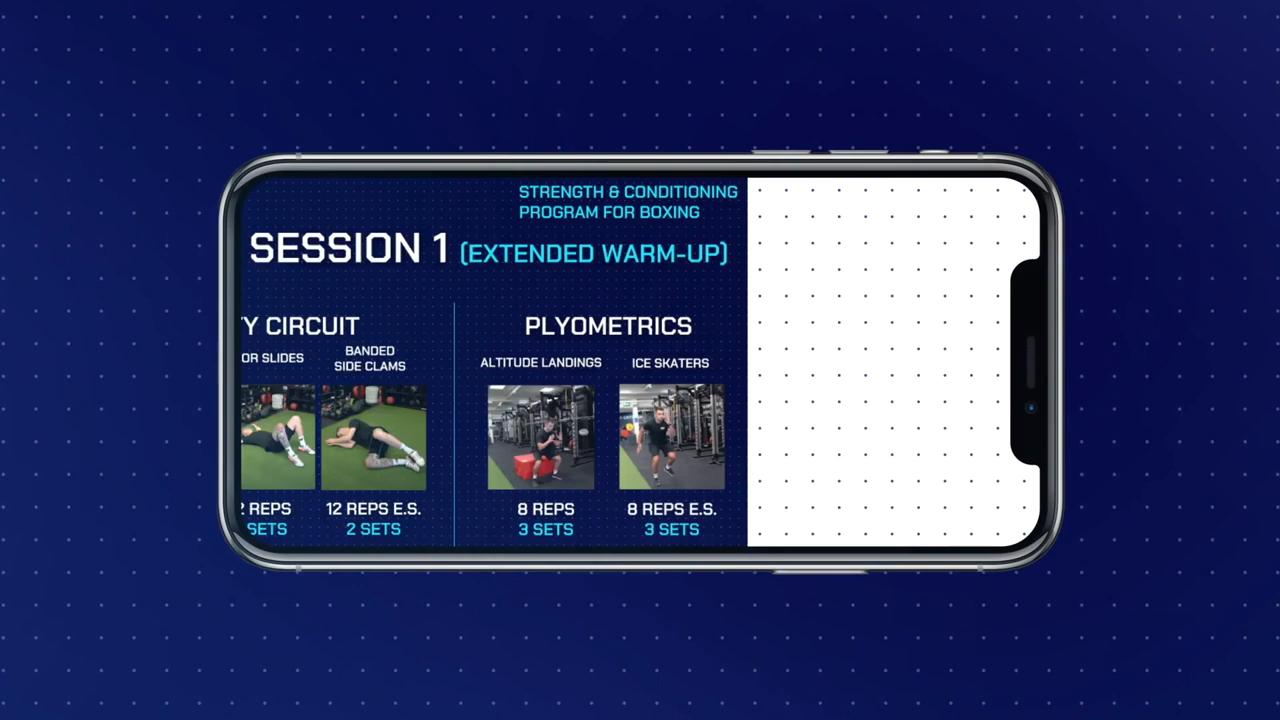 STRENGTH & CONDITIONING
PROGRAM FOR BOXING
SESSION 1 (EXTENDED WARM-UP)
Y CIRCUIT
OR SLIDES
BANDED
SIDE CLAMS
2 REPS
SETS
12 REPS E.S.
2 SETS
PLYOMETRICS
ALTITUDE LANDINGS
ICE SKATERS
8 REPS
3 SETS
8 REPS E.S.
3 SETS